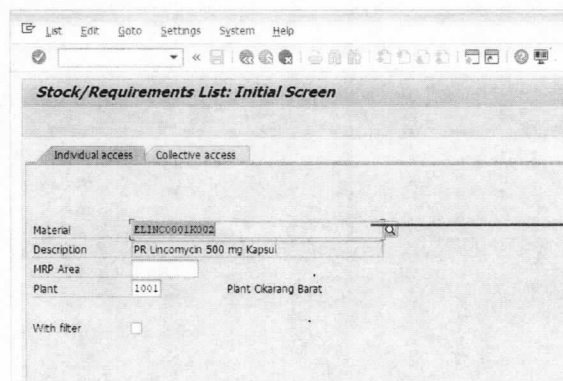 List Edit Goto Settings System Help
Stock/Requirements List: Initial Screen
Individual access Collective access
Material ELINCO001K002
Description PR Lincomycin 500 mg Kapsul
MRP Area
Plant 1001 Plant Cikarang Barat
With filter